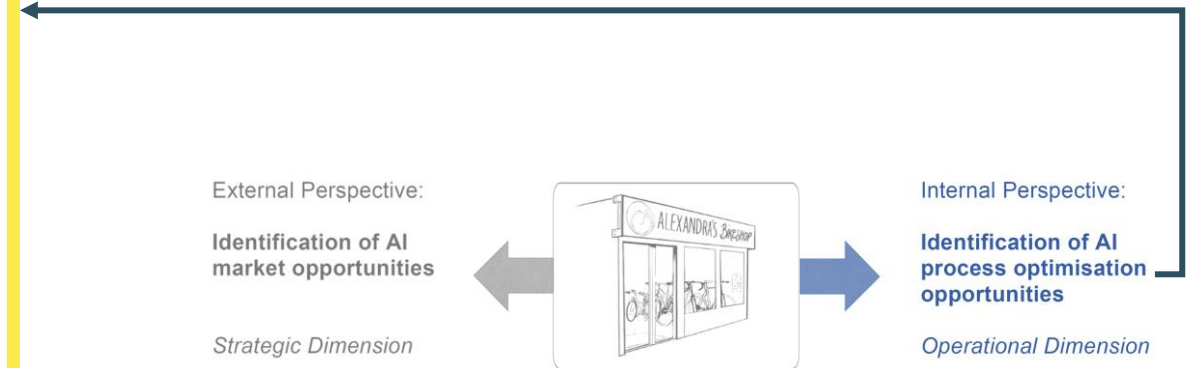 External Perspective:
Identification of AI
market opportunities
Strategic Dimension
ALEXANDRA'S BIKESHOP
Internal Perspective:
Identification of AI
process optimisation
opportunities
Operational Dimension